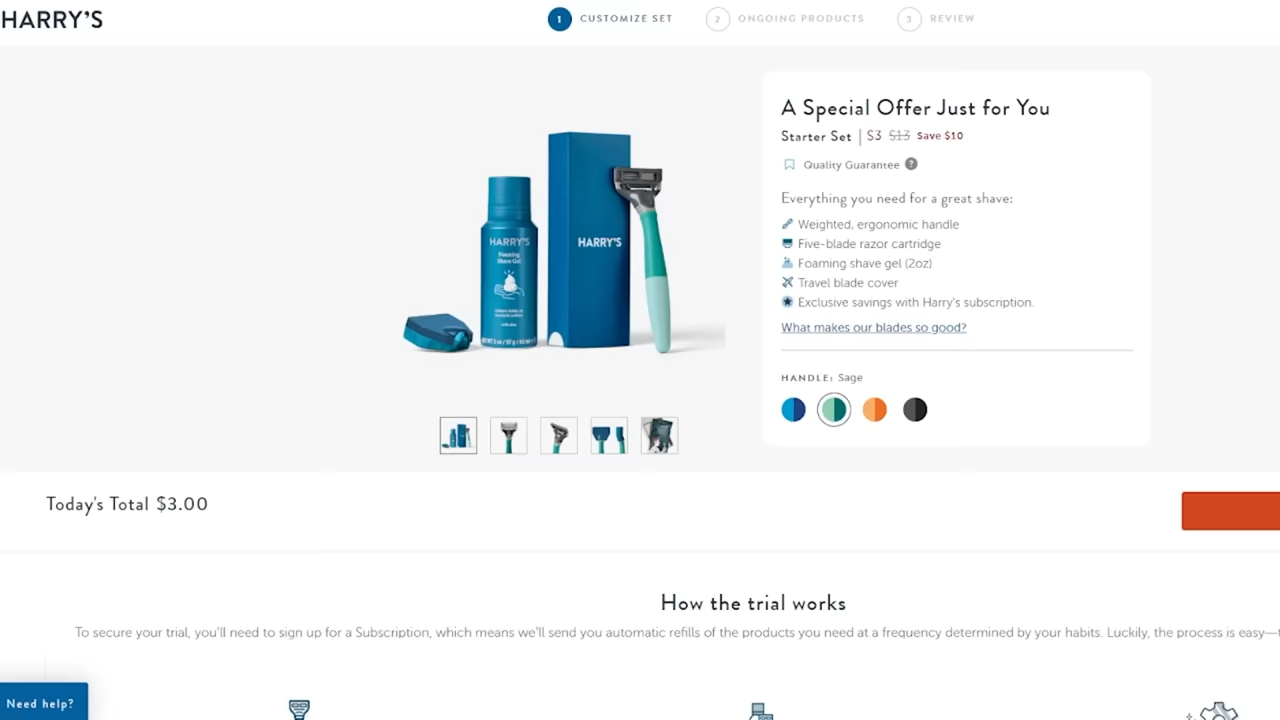 HARRY'S
1 CUSTOMIZE SET
2 ONGOING PRODUCTS
3 REVIEW
HARRY'S
Foaming
Shave Gel
HARRY'S
A Special Offer Just for You
Starter Set | $3 $13 Save $10
Quality Guarantee ?
Everything you need for a great shave:
Weighted, ergonomic handle
Five-blade razor cartridge
Foaming shave gel (2oz)
Travel blade cover
Exclusive savings with Harry's subscription.
What makes our blades so good?
HANDLE: Sage
Today's Total $3.00
How the trial works
To secure your trial, you'll need to sign up for a Subscription, which means we'll send you automatic refills of the products you need at a frequency determined by your habits. Luckily, the process is easy—
Need help?